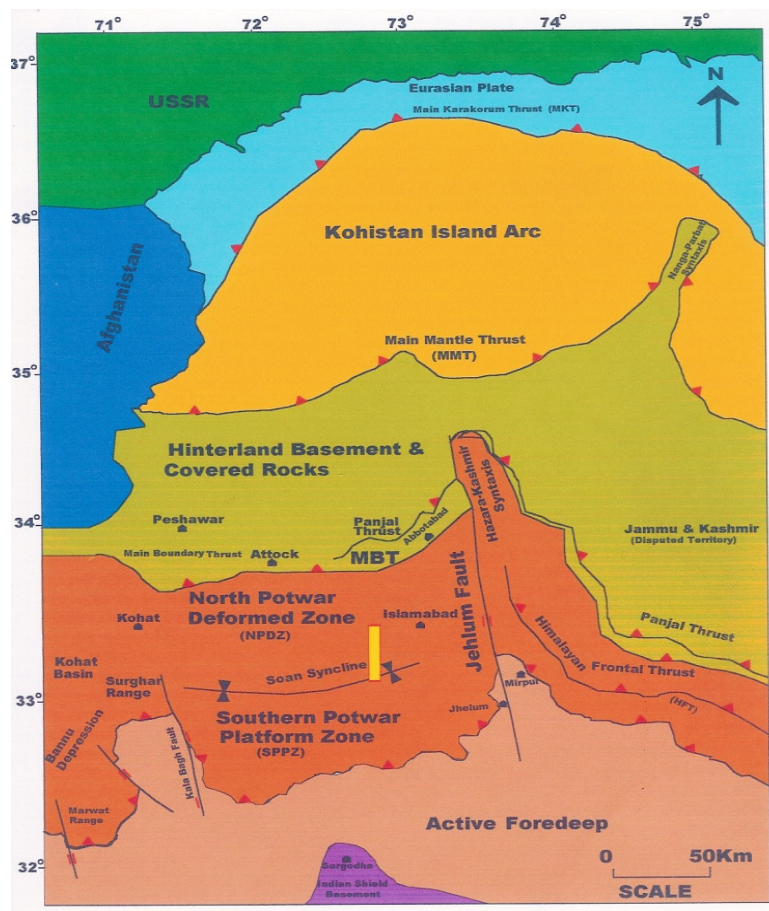 71°
72°
73°
74°
75°
37°
36°
35°
34°
33°
32°
N
USSR
Eurasian Plate
Main Karakorum Thrust (MKT)
Kohistan Island Arc
Nanga-Parbat
Syntaxis
Afghanistan
Main Mantle Thrust
(MMT)
Hinterland Basement &
Covered Rocks
Hazara-Kashmir
Syntaxis
Peshawar
Panjal
Thrust
Abbotabad
Jammu & Kashmir
(Disputed Territory)
Main Boundary Thrust
Attock
MBT
North Potwar
Deformed Zone
(NPDZ)
Islamabad
Jehlum Fault
Panjal Thrust
Kohat
Himalayan
Frontal Thrust
(HFT)
Kohat
Basin
Surghar
Range
Soan Syncline
Mirpur
Jhelum
Southern Potwar
Platform Zone
(SPPZ)
Bannu
Depression
Kala Bagh Fault
Marwat
Range
Active Foredeep
Sargodha
Indian Shield
Basement
0
50Km
SCALE